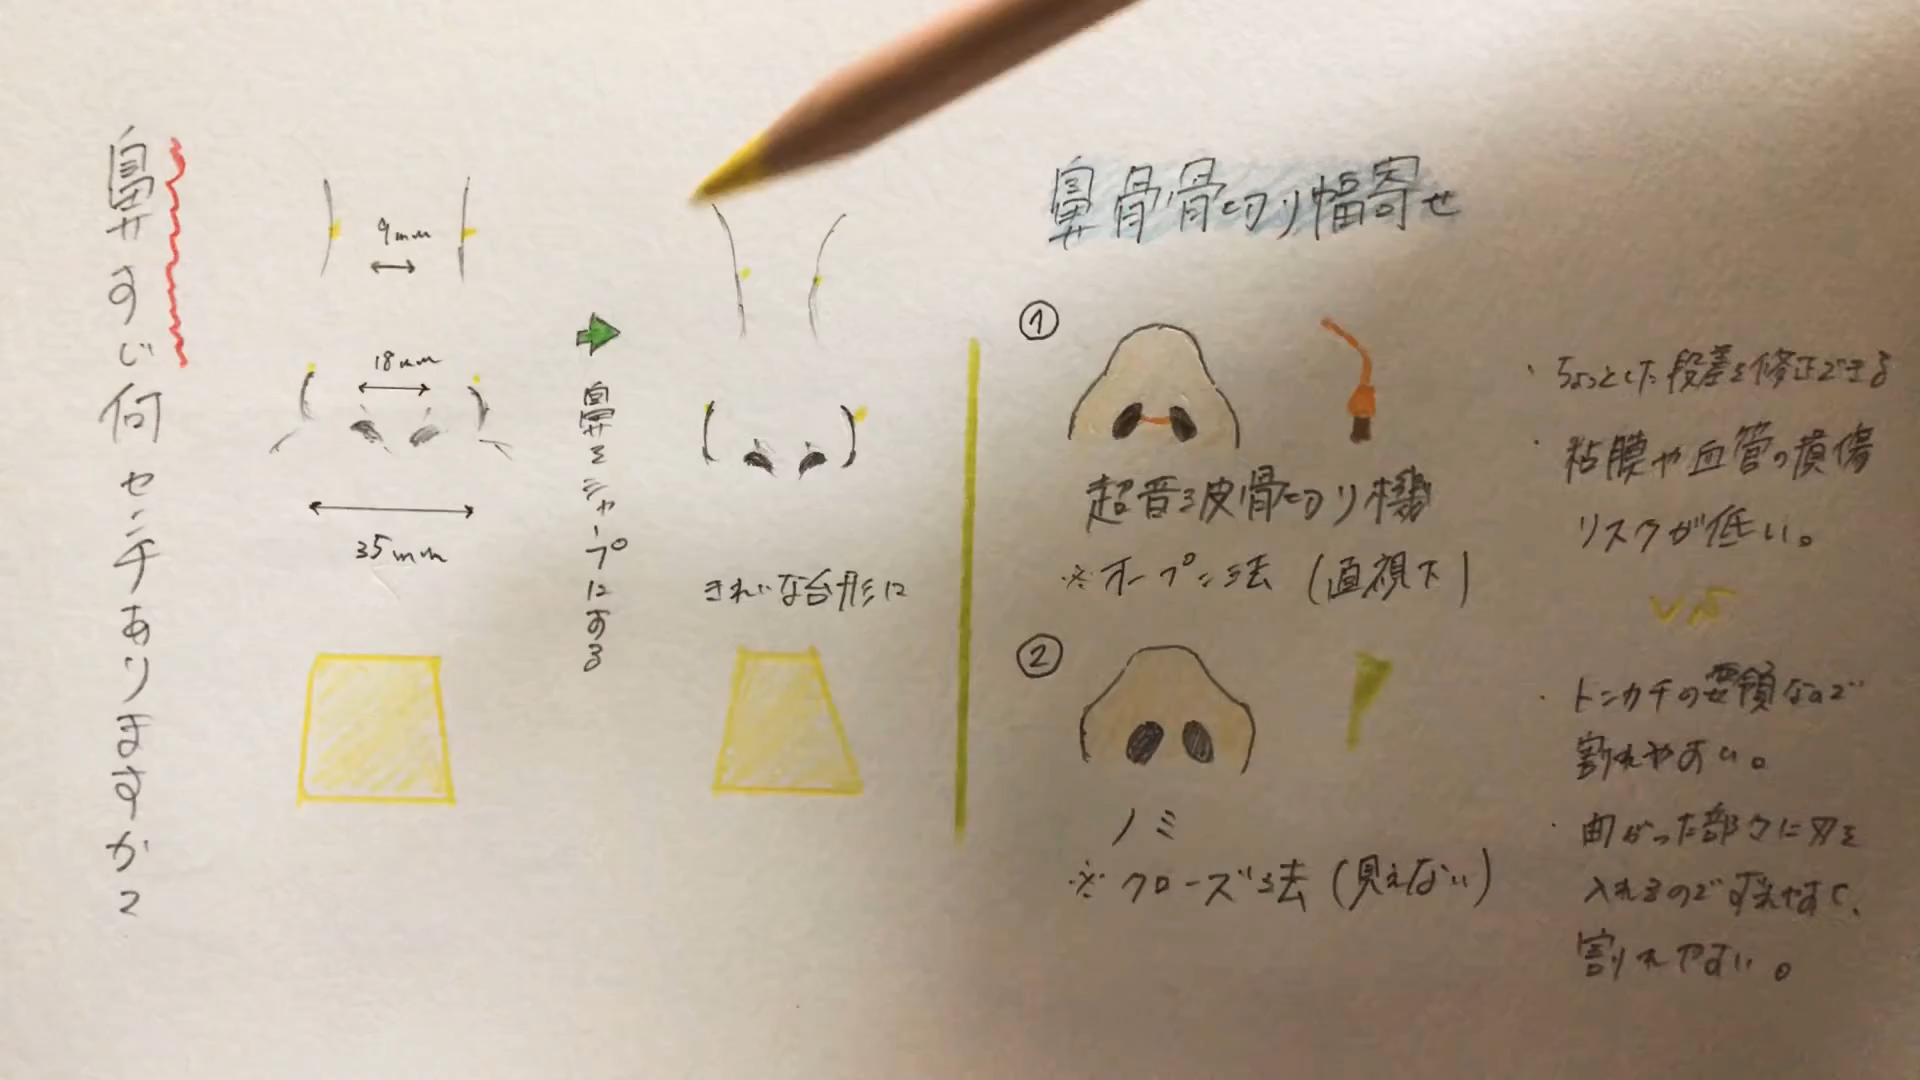 鼻すじ何センチありますか?
9mm
18mm
35mm
鼻をシャープにする
きれいな台形に
鼻骨骨切り幅寄せ
①
超音波骨切り機
※オープン法(直視下)
・ちょっとした段差を修正できる
・粘膜や血管の損傷
リスクが低い。
VS
②
ノミ
※クローズ法(見えない)
・トンカチの要領なので
割れやすい。
・曲がった部分に刃を
入れるのでずれやすく、
割れやすい。